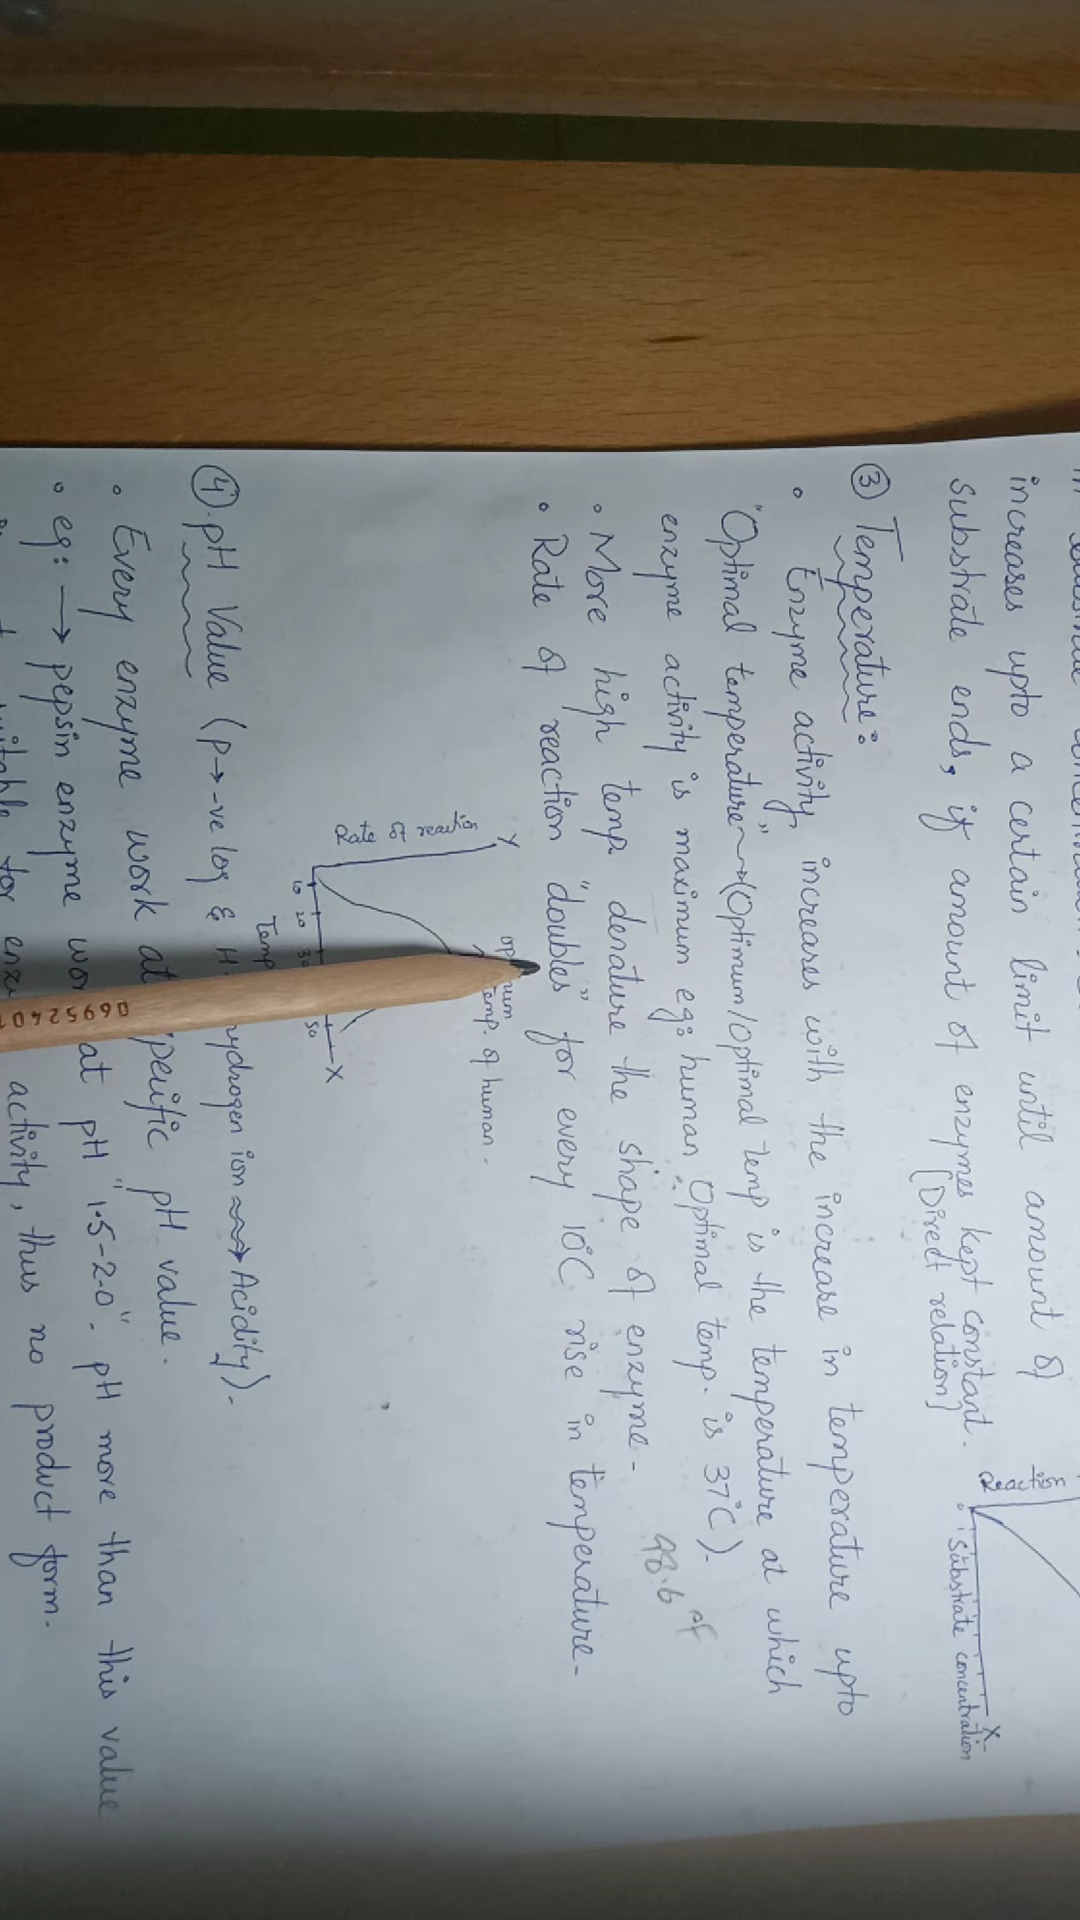 increases upto a certain limit until amount of
substrate ends, if amount of enzymes kept constant.
[Direct relation]
Reaction
Substrate concentration
X
③ Temperature:
• Enzyme activity increases with the increase in temperature upto
"Optimal temperature" → (Optimum/optimal temp is the temperature at which
enzyme activity is maximum eg: human Optimal temp. is 37°C).
98.6 °F
• More high temp. denature the shape of enzyme.
• Rate of reaction "doubles" for every 10°C rise in temperature.
Y
temp. of human.
Rate of reaction
10 20 50 X
Temp
④ pH Value (p→-ve log & H hydrogen ion → Acidity).
• Every enzyme work at specific pH value.
• eg: → pepsin enzyme at pH "1.5-2.0". pH more than this value
for activity, thus no product form.
0695240